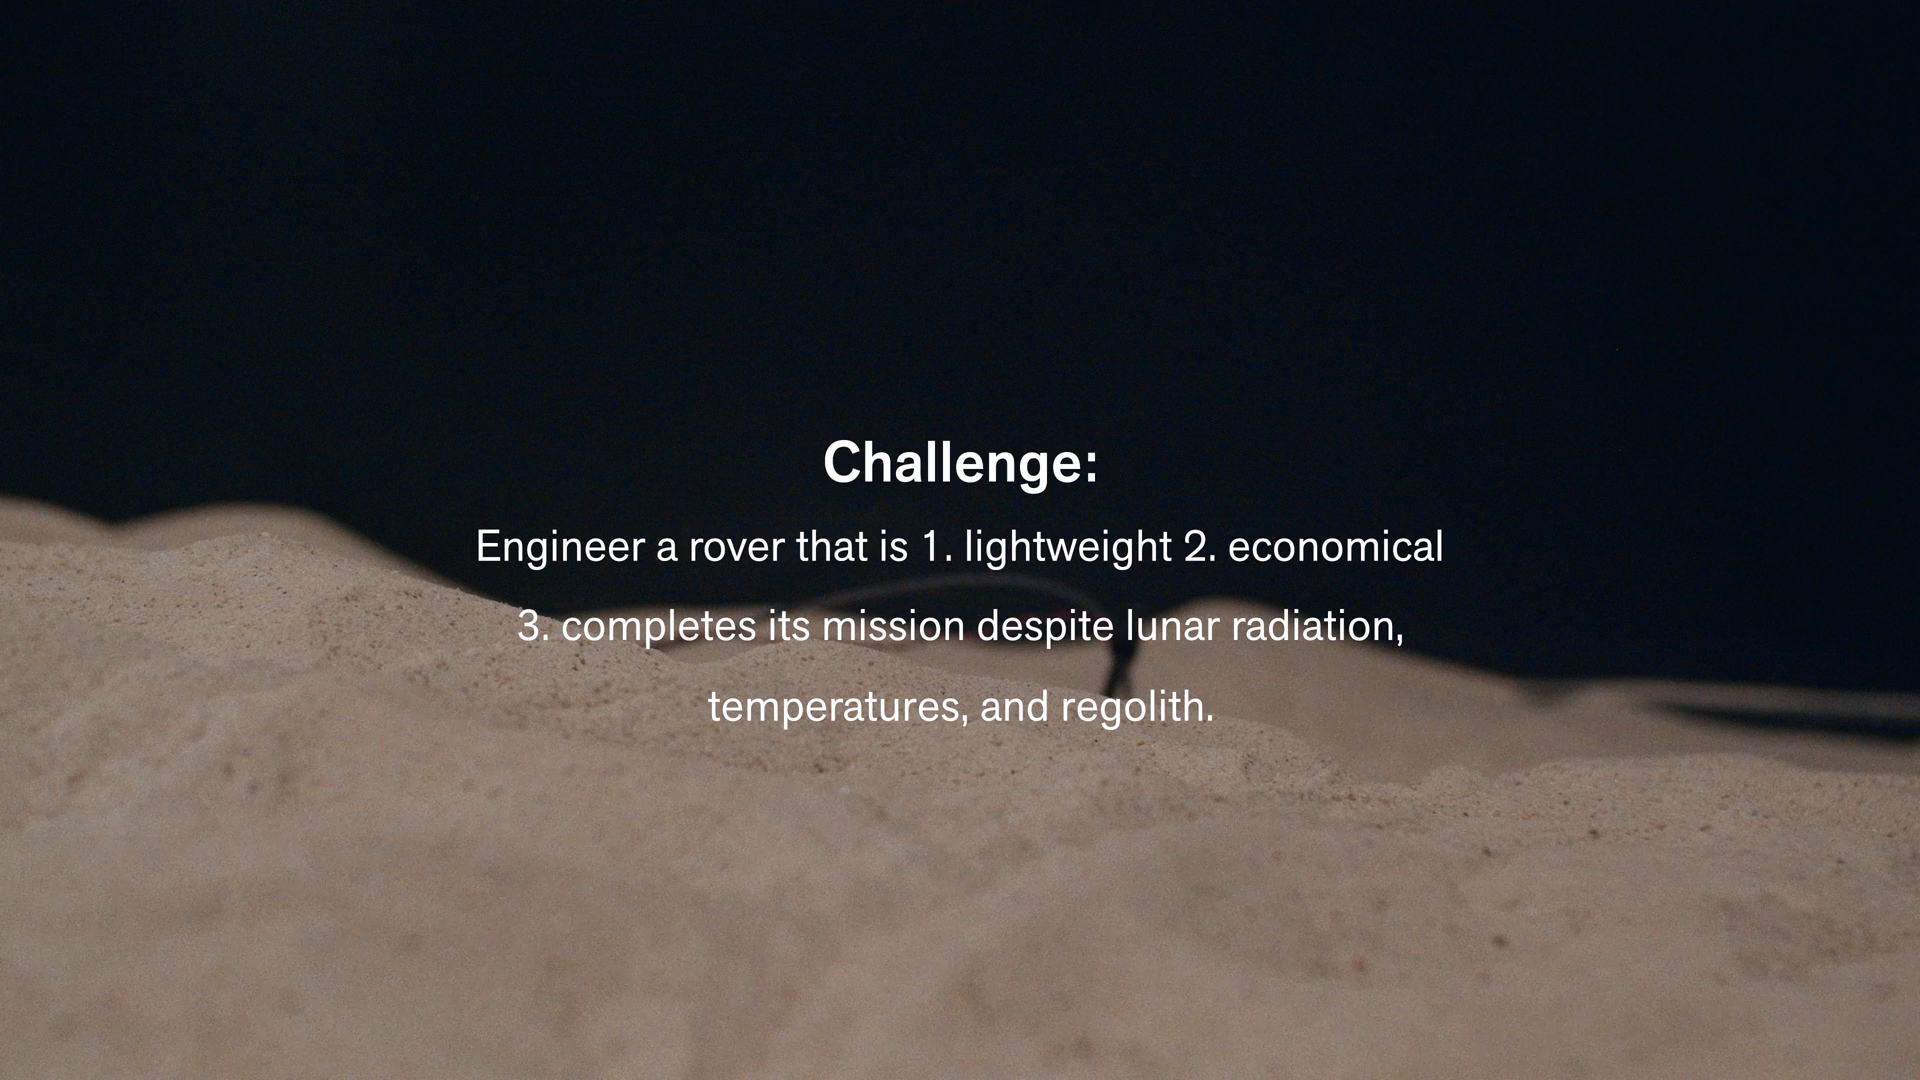 Challenge:
Engineer a rover that is 1. lightweight 2. economical
3. completes its mission despite lunar radiation,
temperatures, and regolith.